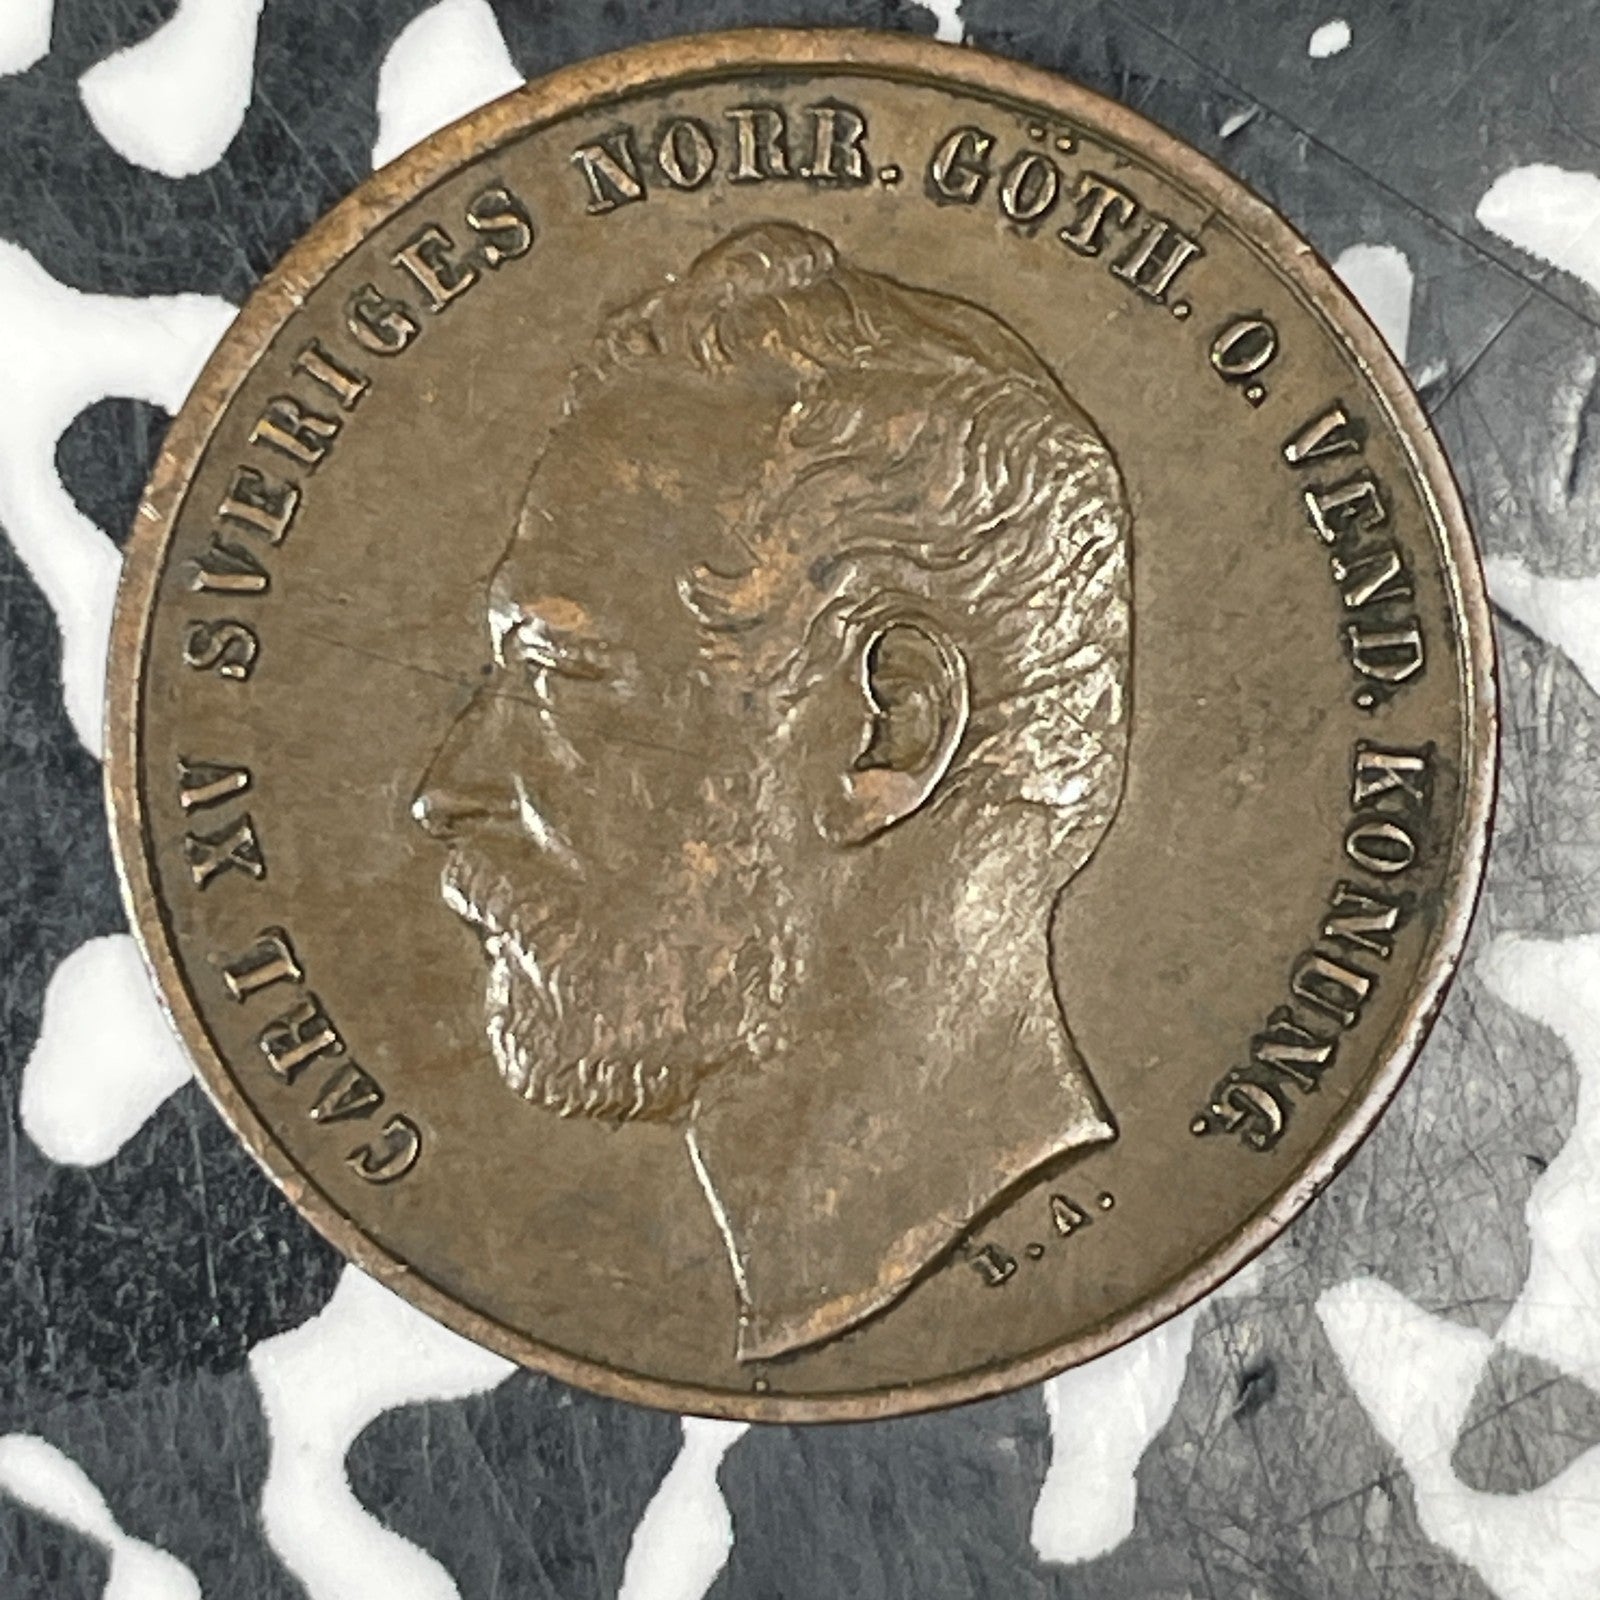 CARL XV SVERIGES NORR. GÖTH. O. VEND. KONUNG.
L. A.